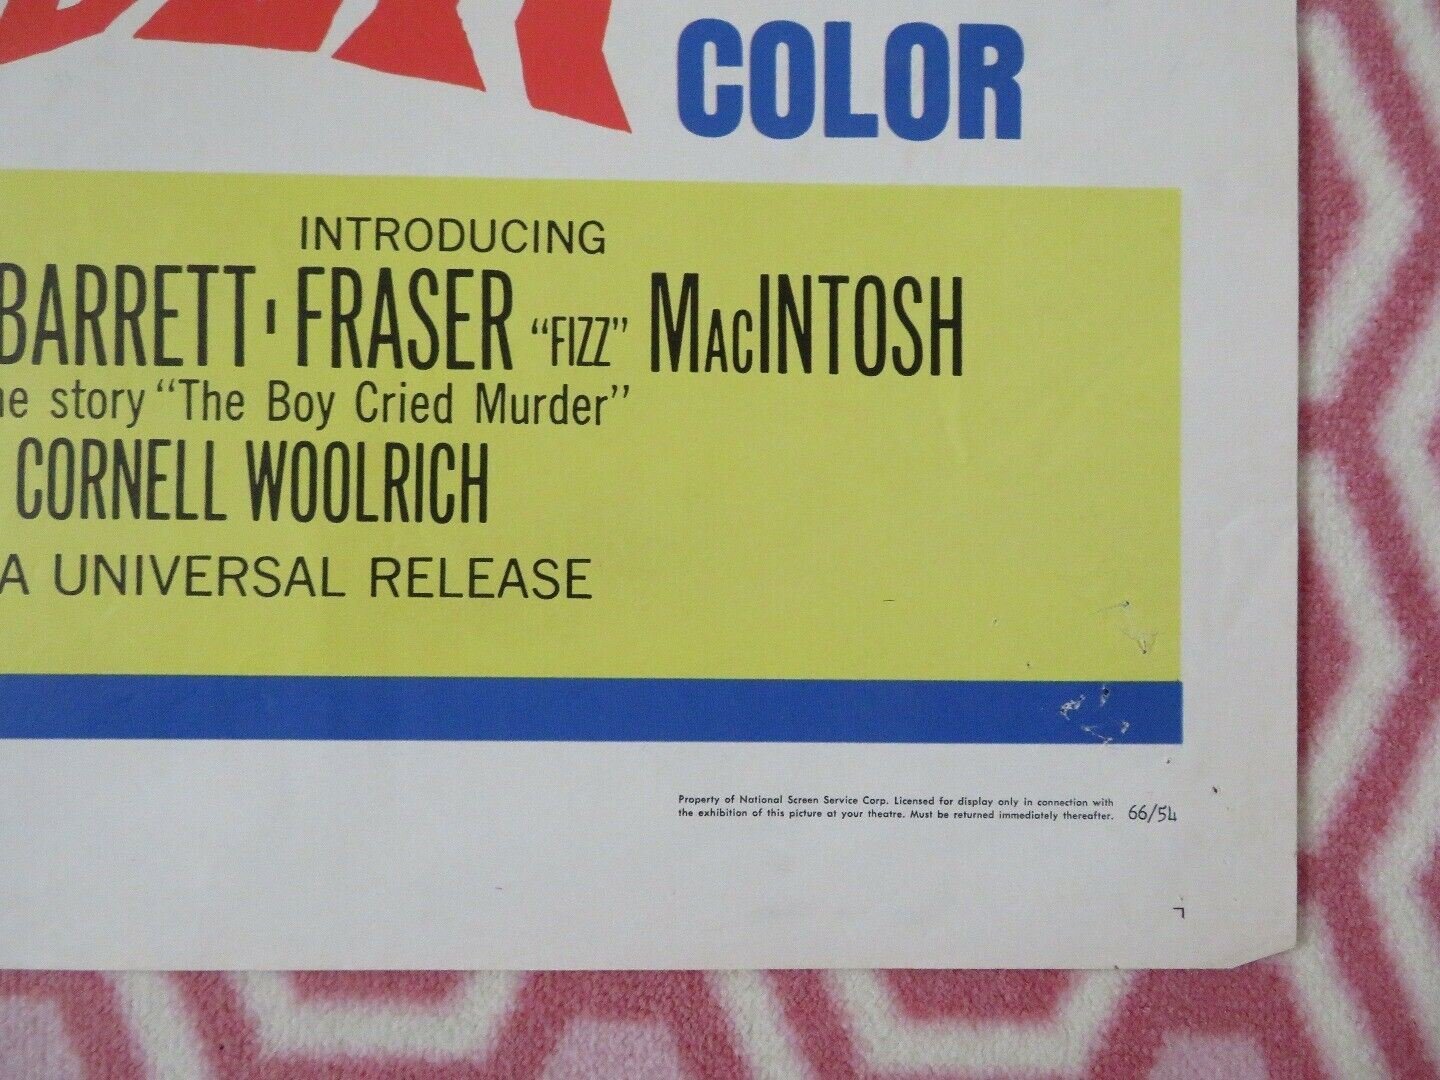 COLOR
INTRODUCING
BARRETT · FRASER "FIZZ" MacINTOSH
story "The Boy Cried Murder"
CORNELL WOOLRICH
A UNIVERSAL RELEASE
Property of National Screen Service Corp. Licensed for display only in connection with
the exhibition of this picture at your theatre. Must be returned immediately thereafter.
66/54